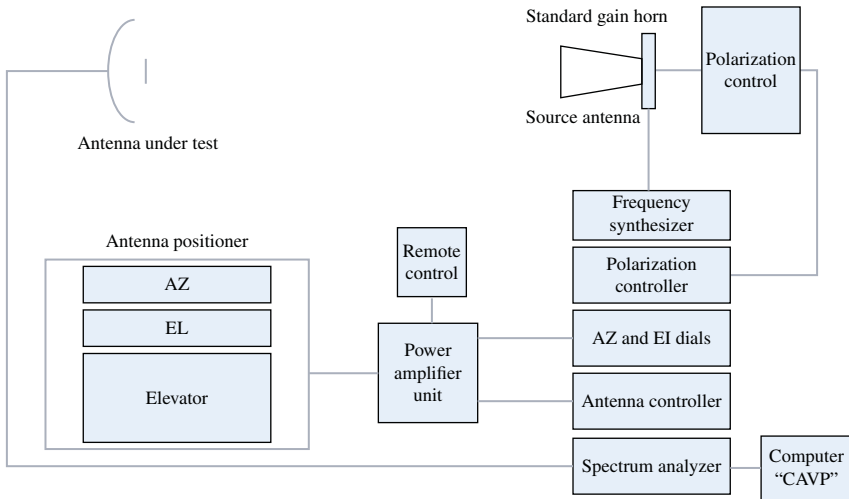 Standard gain horn
Polarization
control
Source antenna
Antenna under test
Frequency
synthesizer
Antenna positioner
Remote
control
Polarization
controller
AZ
EL
Elevator
Power
amplifier
unit
AZ and EI dials
Antenna controller
Spectrum analyzer
Computer
“CAVP”